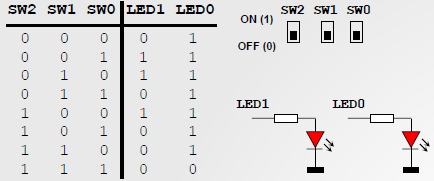 SW2 SW1 SW0 LED1 LED0
0 0 0 0 1
0 0 1 1 1
0 1 0 1 1
0 1 1 0 1
1 0 0 1 1
1 0 1 0 1
1 1 0 0 1
1 1 1 0 0
SW2 SW1 SW0
ON (1)
OFF (0)
LED1 LED0